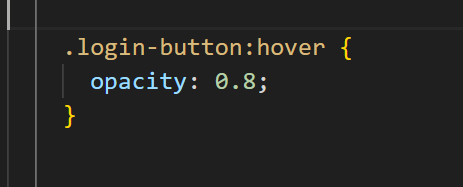 .login-button:hover {
  opacity: 0.8;
}